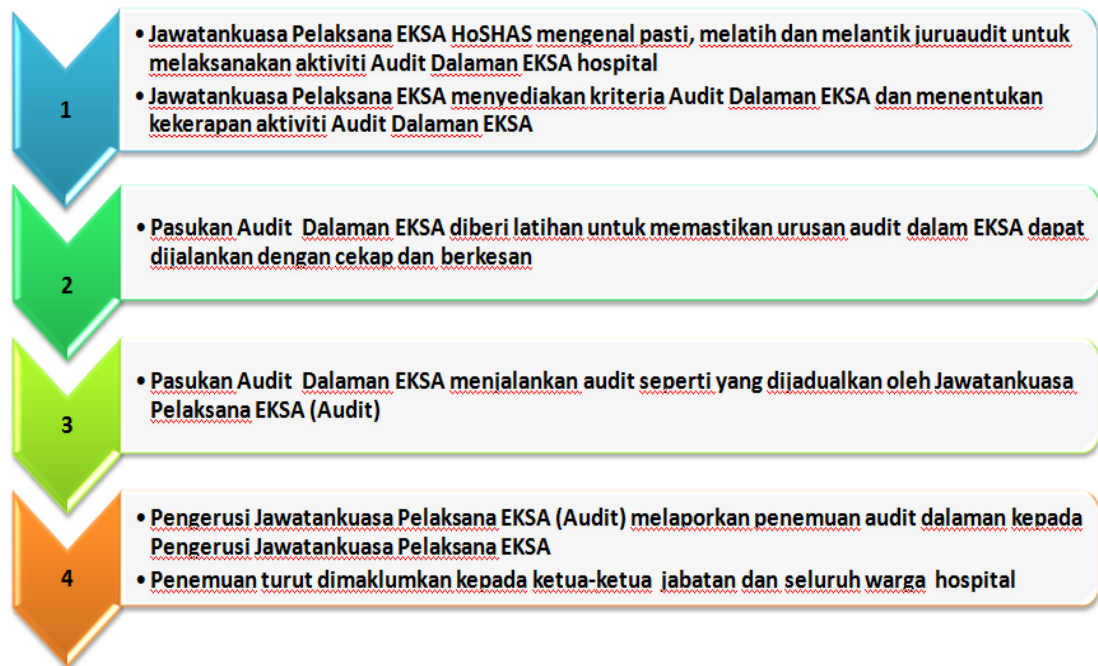 1
• Jawatankuasa Pelaksana EKSA HoSHAS mengenal pasti, melatih dan melantik juruaudit untuk
melaksanakan aktiviti Audit Dalaman EKSA hospital
• Jawatankuasa Pelaksana EKSA menyediakan kriteria Audit Dalaman EKSA dan menentukan
kekerapan aktiviti Audit Dalaman EKSA
2
• Pasukan Audit Dalaman EKSA diberi latihan untuk memastikan urusan audit dalam EKSA dapat
dijalankan dengan cekap dan berkesan
3
• Pasukan Audit Dalaman EKSA menjalankan audit seperti yang dijadualkan oleh Jawatankuasa
Pelaksana EKSA (Audit)
4
• Pengerusi Jawatankuasa Pelaksana EKSA (Audit) melaporkan penemuan audit dalaman kepada
Pengerusi Jawatankuasa Pelaksana EKSA
• Penemuan turut dimaklumkan kepada ketua-ketua jabatan dan seluruh warga hospital